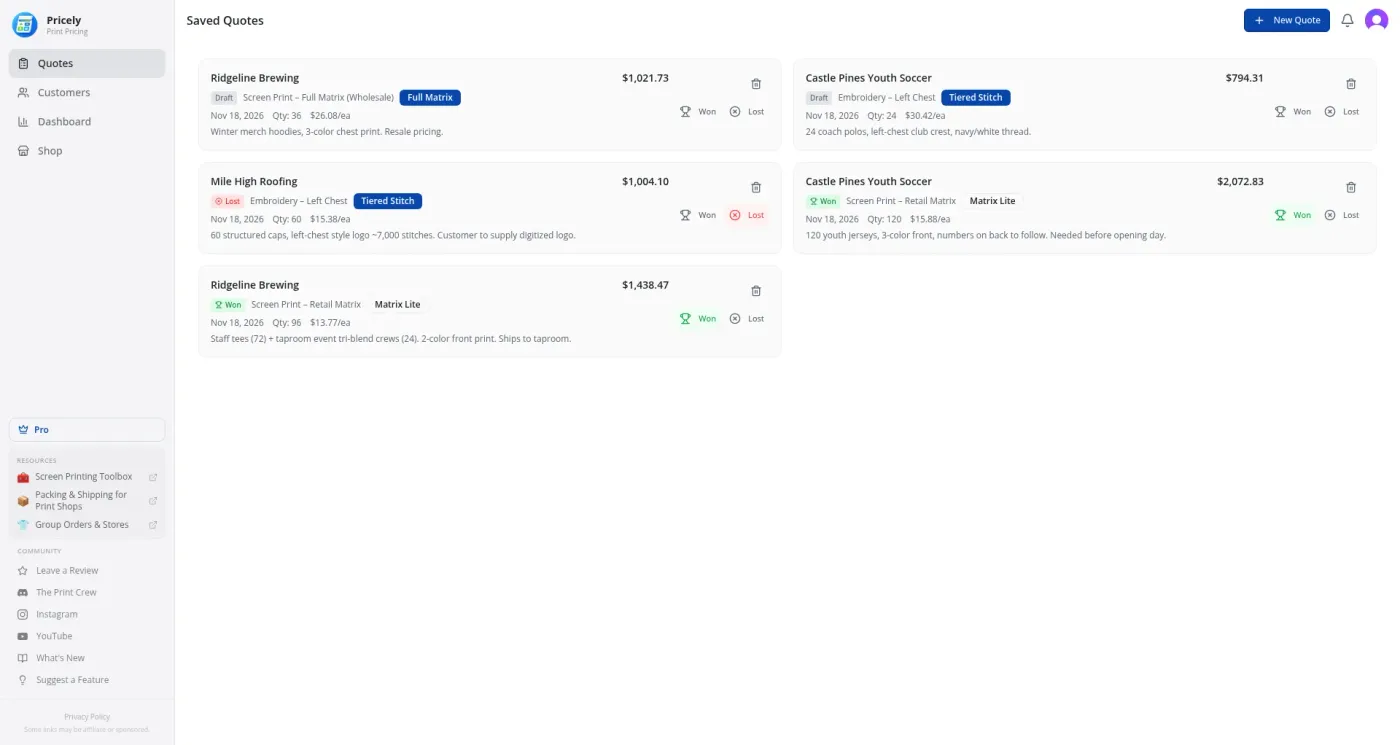 Pricely
Print Pricing
Quotes
Customers
Dashboard
Shop
Pro
RESOURCES
Screen Printing Toolbox
Packing & Shipping for
Print Shops
Group Orders & Stores
COMMUNITY
Leave a Review
The Print Crew
Instagram
YouTube
What's New
Suggest a Feature
Privacy Policy
Some links may be affiliate or sponsored.
Saved Quotes
+ New Quote
Ridgeline Brewing $1,021.73
Draft Screen Print – Full Matrix (Wholesale) Full Matrix
Won Lost
Nov 18, 2026 Qty: 36 $26.08/ea
Winter merch hoodies, 3-color chest print. Resale pricing.
Castle Pines Youth Soccer $794.31
Draft Embroidery – Left Chest Tiered Stitch
Won Lost
Nov 18, 2026 Qty: 24 $30.42/ea
24 coach polos, left-chest club crest, navy/white thread.
Mile High Roofing $1,004.10
Lost Embroidery – Left Chest Tiered Stitch
Won Lost
Nov 18, 2026 Qty: 60 $15.38/ea
60 structured caps, left-chest style logo ~7,000 stitches. Customer to supply digitized logo.
Castle Pines Youth Soccer $2,072.83
Won Screen Print – Retail Matrix Matrix Lite
Won Lost
Nov 18, 2026 Qty: 120 $15.88/ea
120 youth jerseys, 3-color front, numbers on back to follow. Needed before opening day.
Ridgeline Brewing $1,438.47
Won Screen Print – Retail Matrix Matrix Lite
Won Lost
Nov 18, 2026 Qty: 96 $13.77/ea
Staff tees (72) + taproom event tri-blend crews (24). 2-color front print. Ships to taproom.